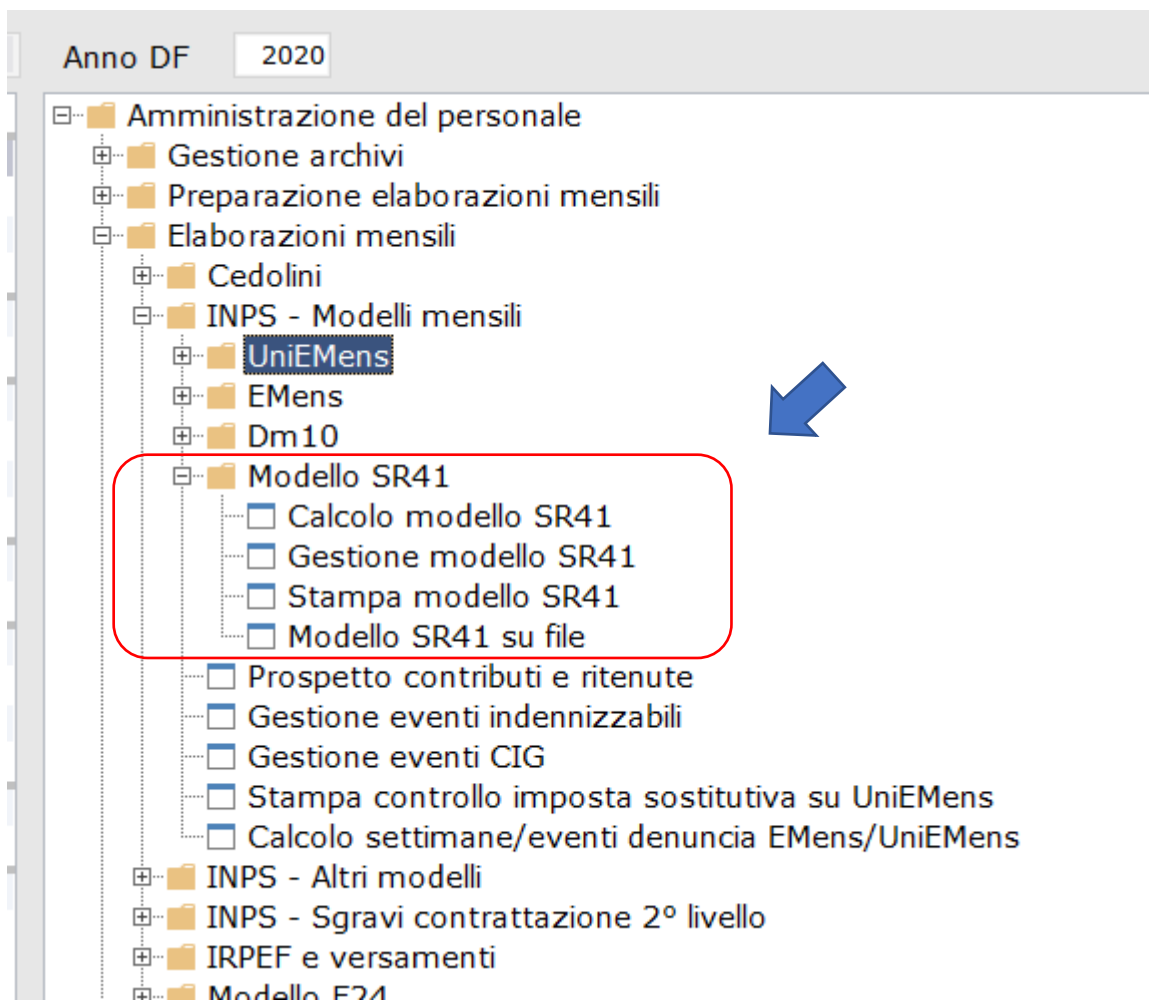 Anno DF 2020
Amministrazione del personale
Gestione archivi
Preparazione elaborazioni mensili
Elaborazioni mensili
Cedolini
INPS - Modelli mensili
UniEMens
EMens
Dm10
Modello SR41
Calcolo modello SR41
Gestione modello SR41
Stampa modello SR41
Modello SR41 su file
Prospetto contributi e ritenute
Gestione eventi indennizzabili
Gestione eventi CIG
Stampa controllo imposta sostitutiva su UniEMens
Calcolo settimane/eventi denuncia EMens/UniEMens
INPS - Altri modelli
INPS - Sgravi contrattazione 2º livello
IRPEF e versamenti
Modello F24